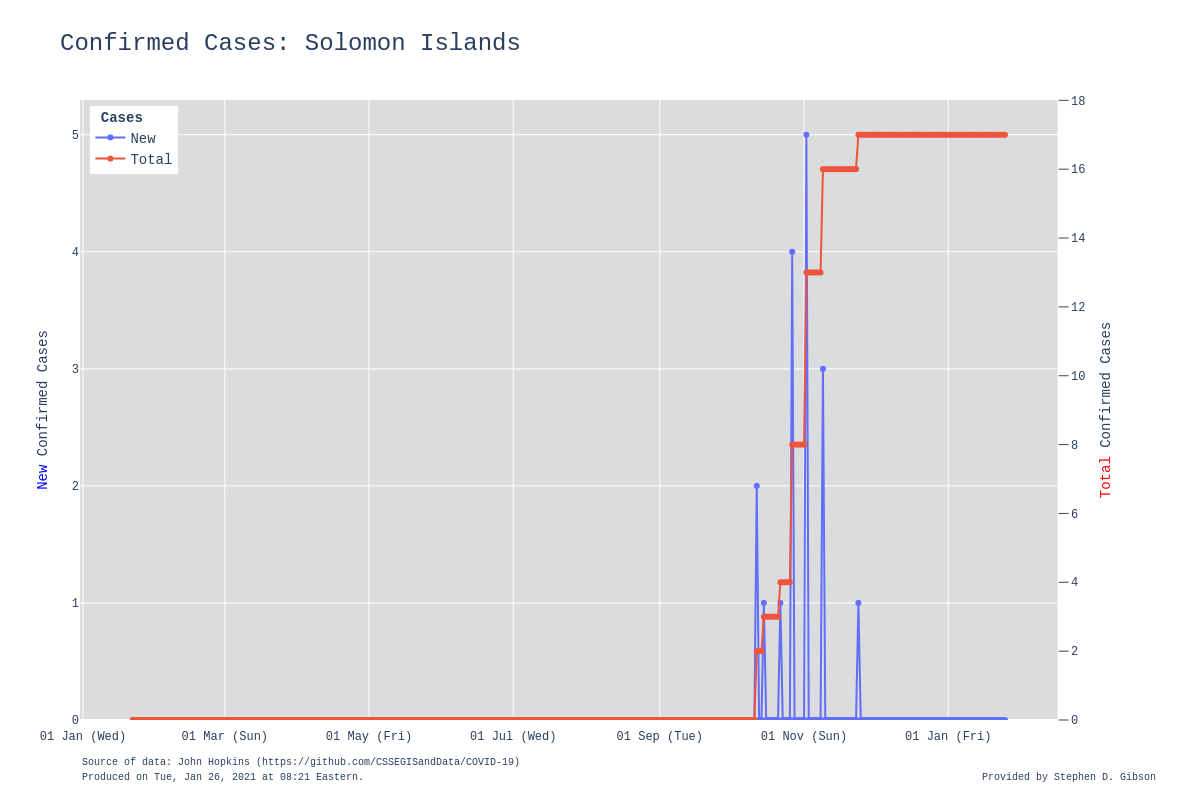 Confirmed Cases: Solomon Islands
Cases
New
Total
5
4
3
2
1
0
New Confirmed Cases
18
16
14
12
10
8
6
4
2
0
Total Confirmed Cases
01 Jan (Wed)
01 Mar (Sun)
01 May (Fri)
01 Jul (Wed)
01 Sep (Tue)
01 Nov (Sun)
01 Jan (Fri)
Source of data: John Hopkins (https://github.com/CSSEGISandData/COVID-19)
Produced on Tue, Jan 26, 2021 at 08:21 Eastern.
Provided by Stephen D. Gibson